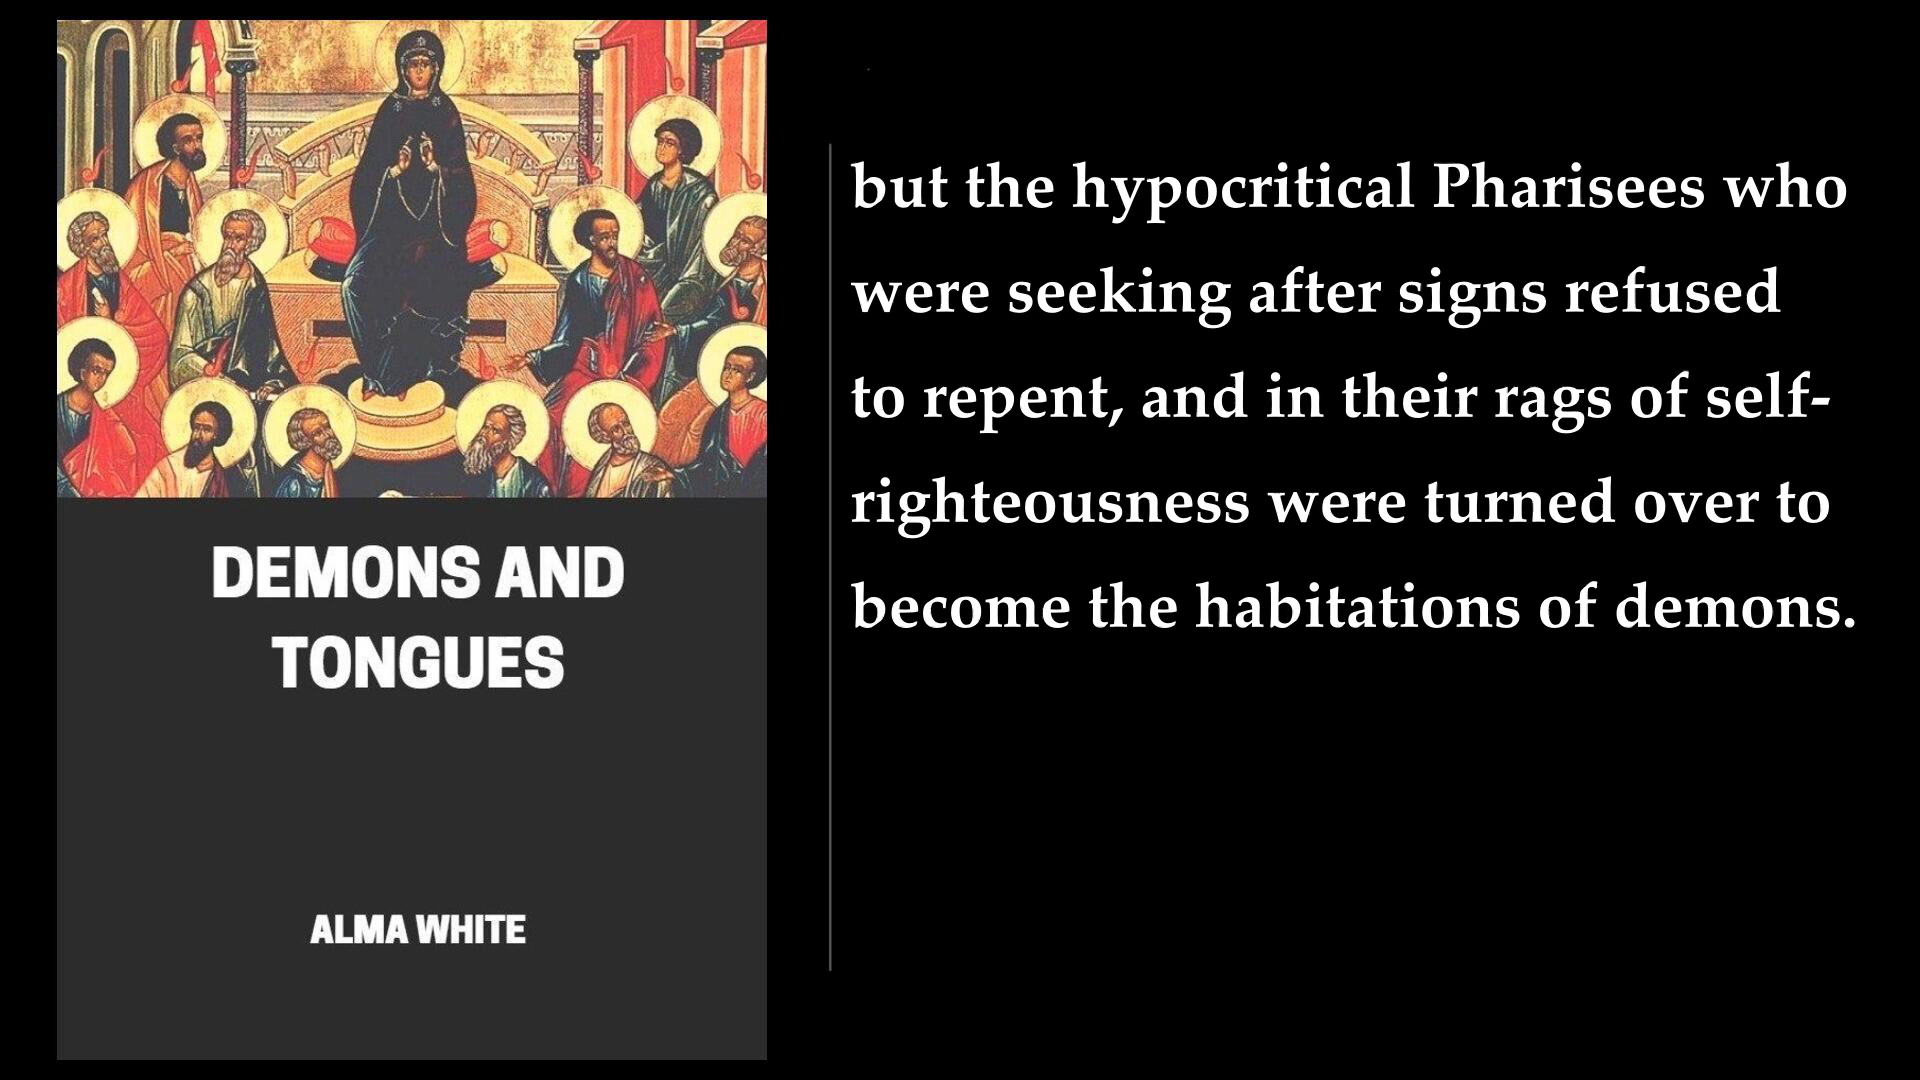 DEMONS AND
TONGUES
ALMA WHITE
but the hypocritical Pharisees who
were seeking after signs refused
to repent, and in their rags of self-
righteousness were turned over to
become the habitations of demons.